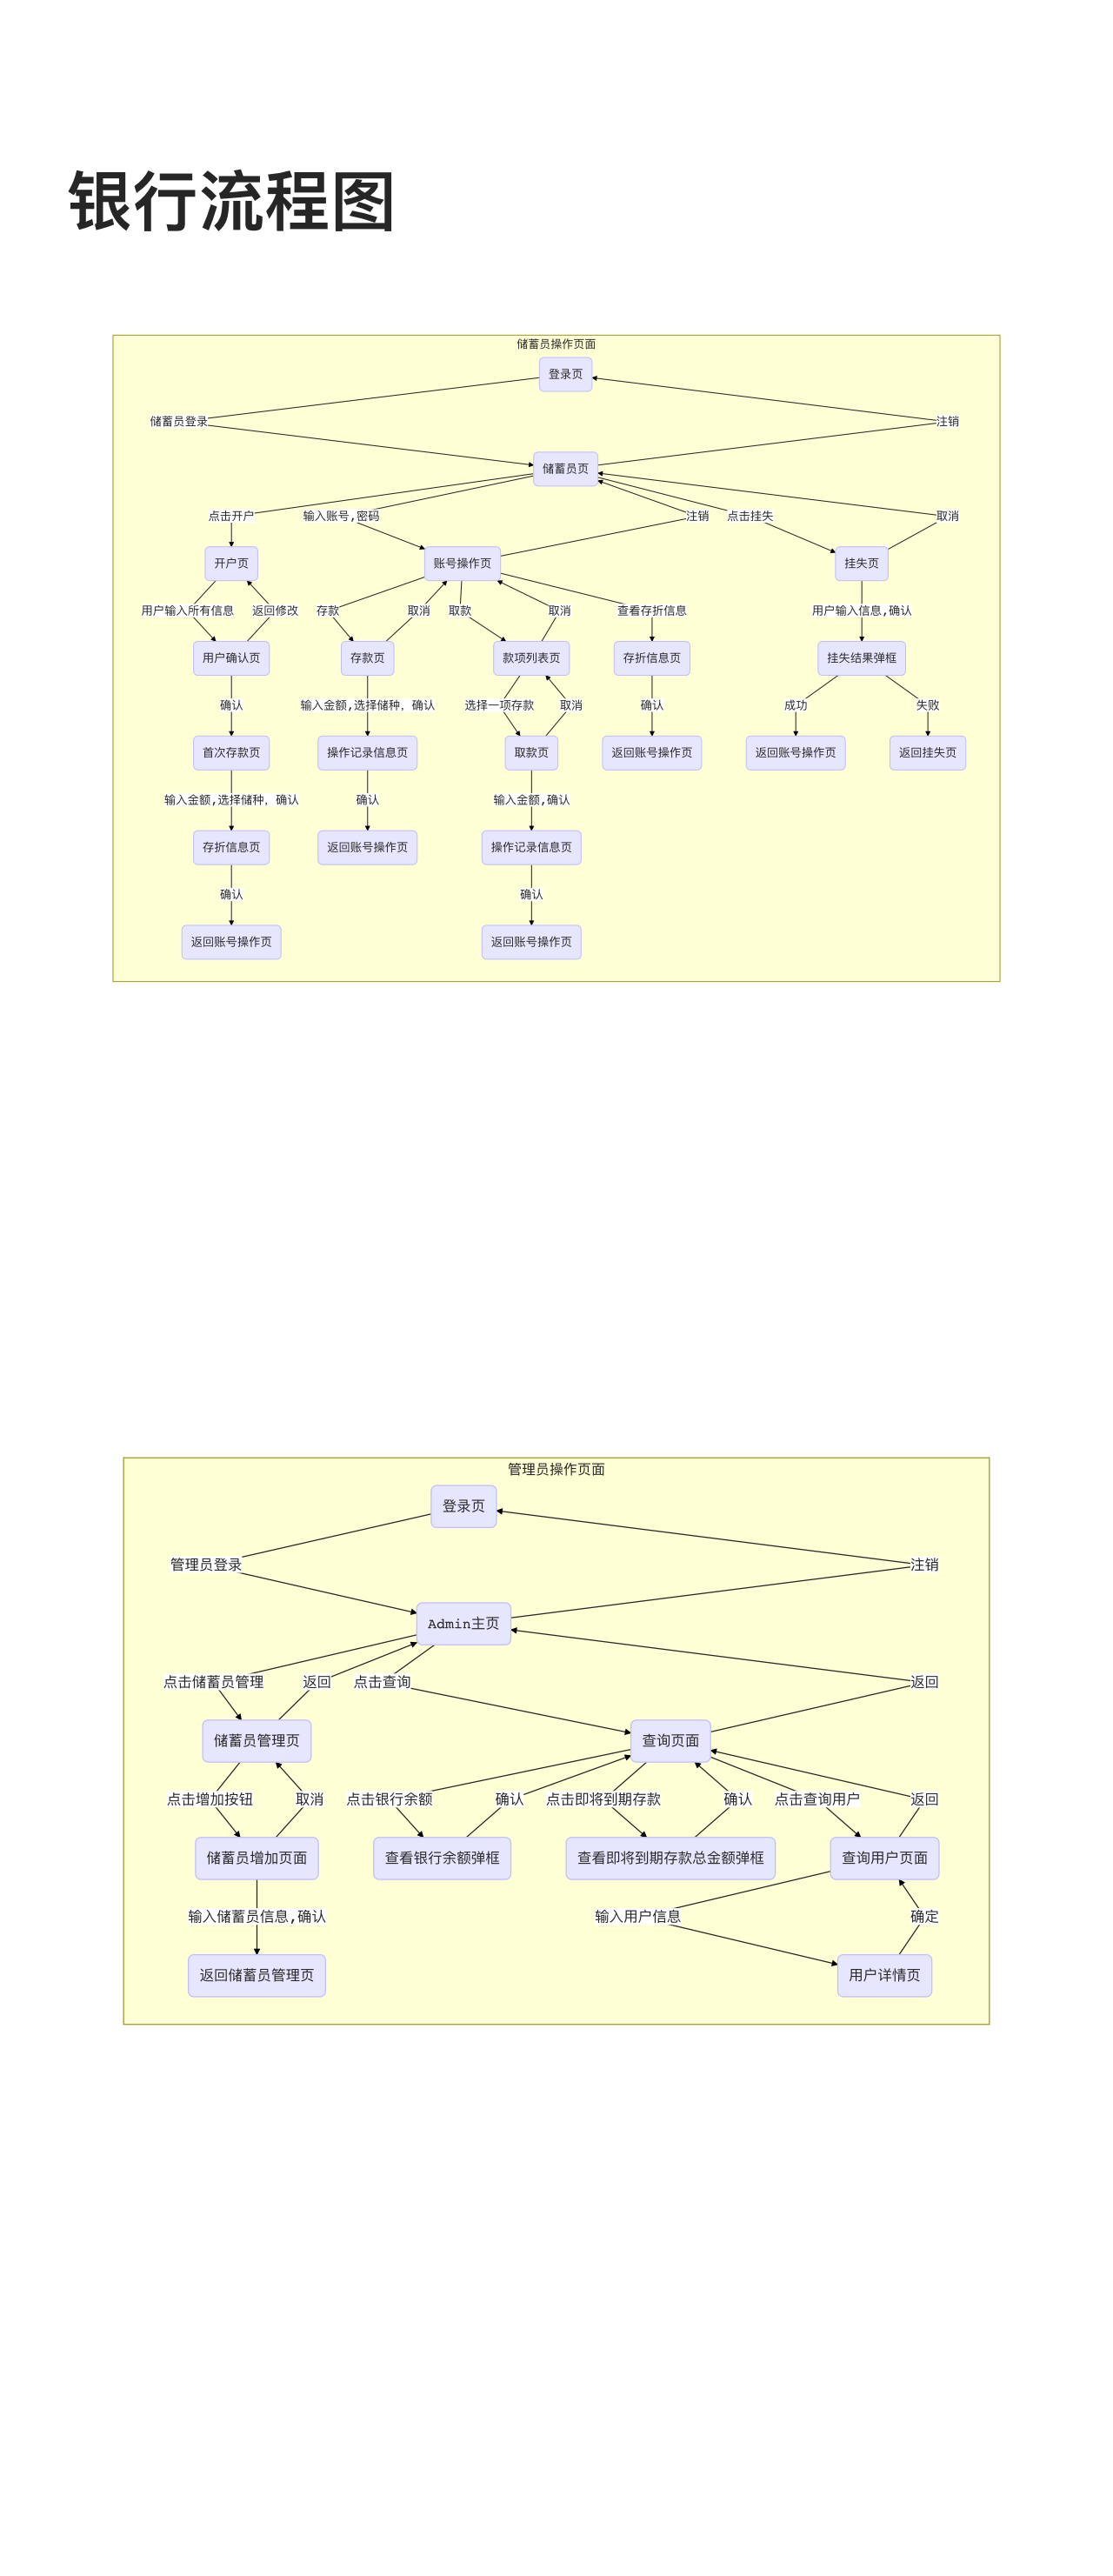 银行流程图
储蓄员操作页面
登录页
储蓄员登录
注销
储蓄员页
点击开户
输入账号,密码
注销
点击挂失
取消
开户页
账号操作页
挂失页
用户输入所有信息
返回修改
存款
取消
取款
取消
查看存折信息
用户输入信息,确认
用户确认页
存款页
款项列表页
存折信息页
挂失结果弹框
确认
输入金额,选择储种，确认
选择一项存款
取消
确认
成功
失败
首次存款页
操作记录信息页
取款页
返回账号操作页
返回账号操作页
返回挂失页
输入金额,选择储种，确认
确认
输入金额,确认
存折信息页
返回账号操作页
操作记录信息页
确认
确认
返回账号操作页
返回账号操作页
管理员操作页面
登录页
管理员登录
注销
Admin主页
点击储蓄员管理
返回
点击查询
返回
储蓄员管理页
查询页面
点击增加按钮
取消
点击银行余额
确认
点击即将到期存款
确认
点击查询用户
返回
储蓄员增加页面
查看银行余额弹框
查看即将到期存款总金额弹框
查询用户页面
输入储蓄员信息,确认
输入用户信息
确定
返回储蓄员管理页
用户详情页